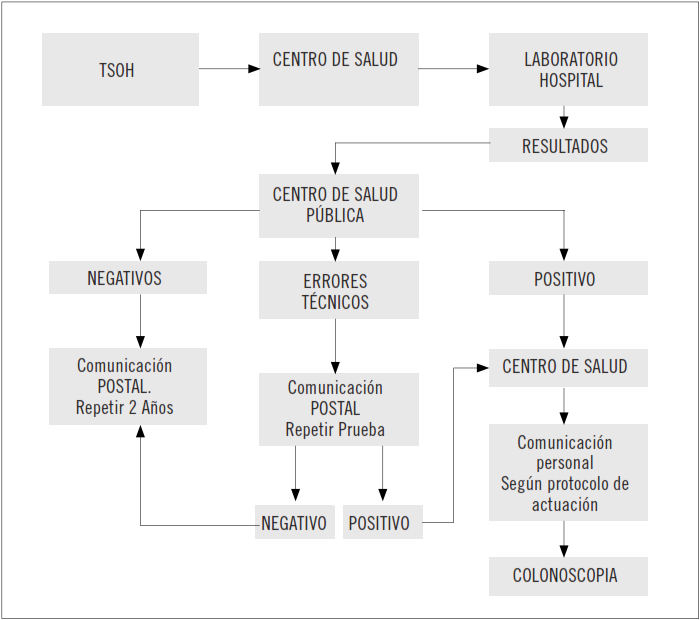 TSOH
CENTRO DE SALUD
LABORATORIO
HOSPITAL
RESULTADOS
CENTRO DE SALUD
PÚBLICA
NEGATIVOS
ERRORES
TÉCNICOS
POSITIVO
Comunicación
POSTAL.
Repetir 2 Años
Comunicación
POSTAL
Repetir Prueba
CENTRO DE SALUD
Comunicación
personal
Según protocolo de
actuación
NEGATIVO
POSITIVO
COLONOSCOPIA